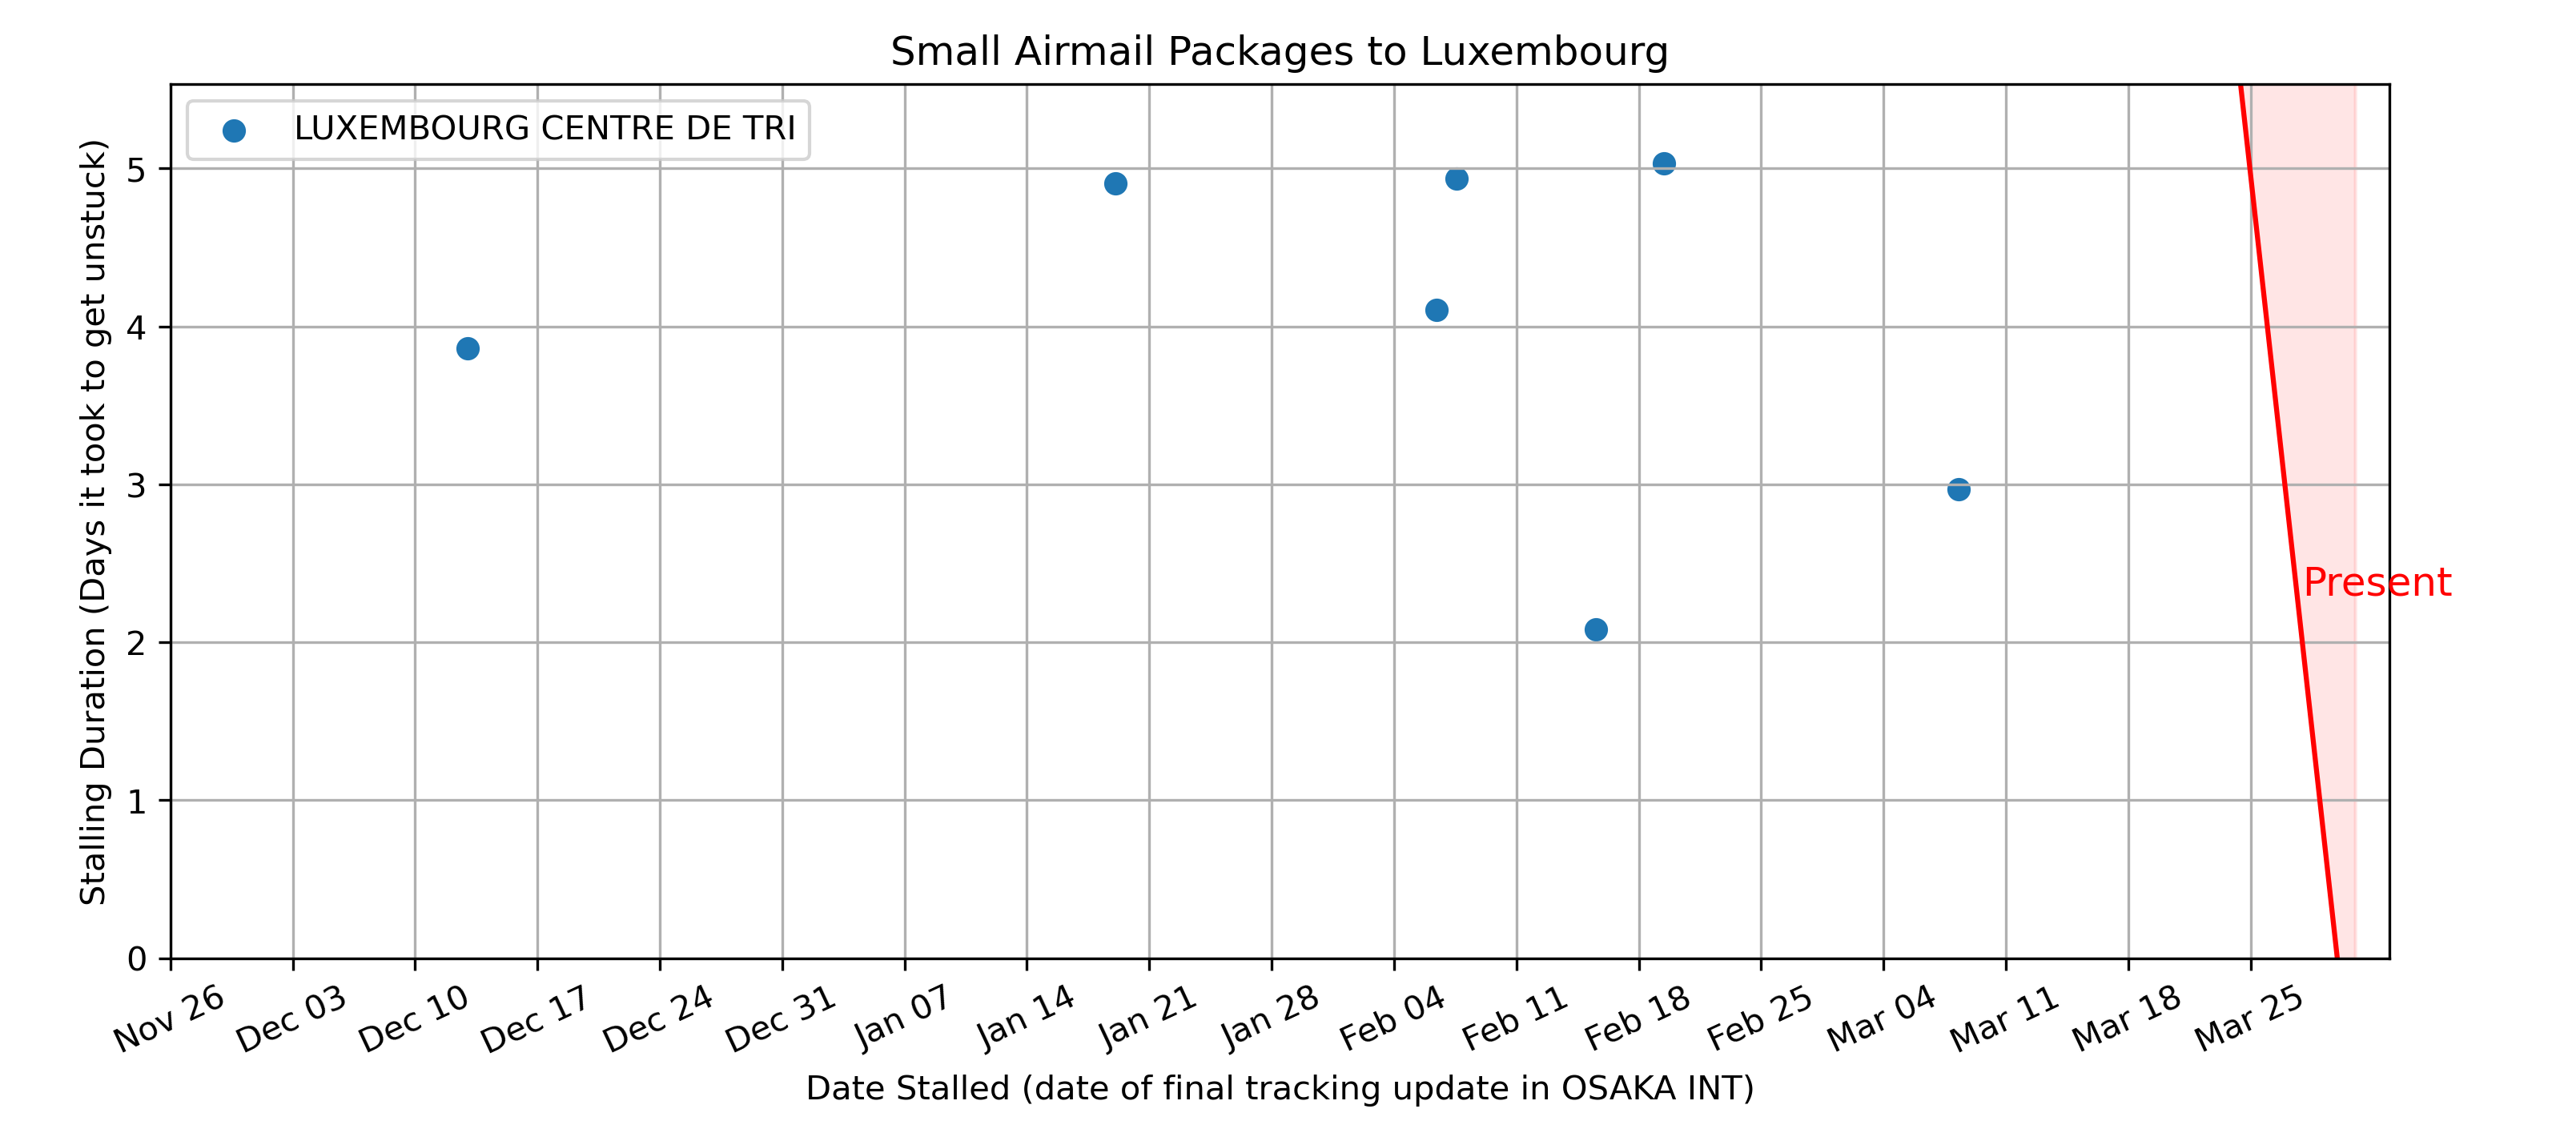 Small Airmail Packages to Luxembourg
LUXEMBOURG CENTRE DE TRI
Stalling Duration (Days it took to get unstuck)
5
4
3
2
1
0
Present
Nov 26
Dec 03
Dec 10
Dec 17
Dec 24
Dec 31
Jan 07
Jan 14
Jan 21
Jan 28
Feb 04
Feb 11
Feb 18
Feb 25
Mar 04
Mar 11
Mar 18
Mar 25
Date Stalled (date of final tracking update in OSAKA INT)